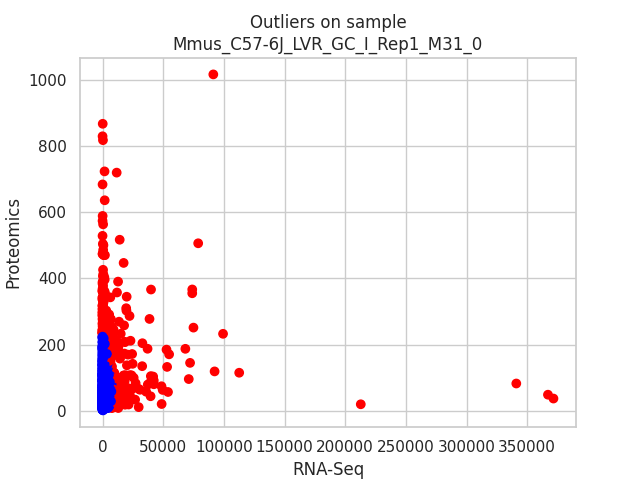 Outliers on sample
Mmus_C57-6J_LVR_GC_I_Rep1_M31_0
1000
800
600
400
200
0
Proteomics
0 50000 100000 150000 200000 250000 300000 350000
RNA-Seq